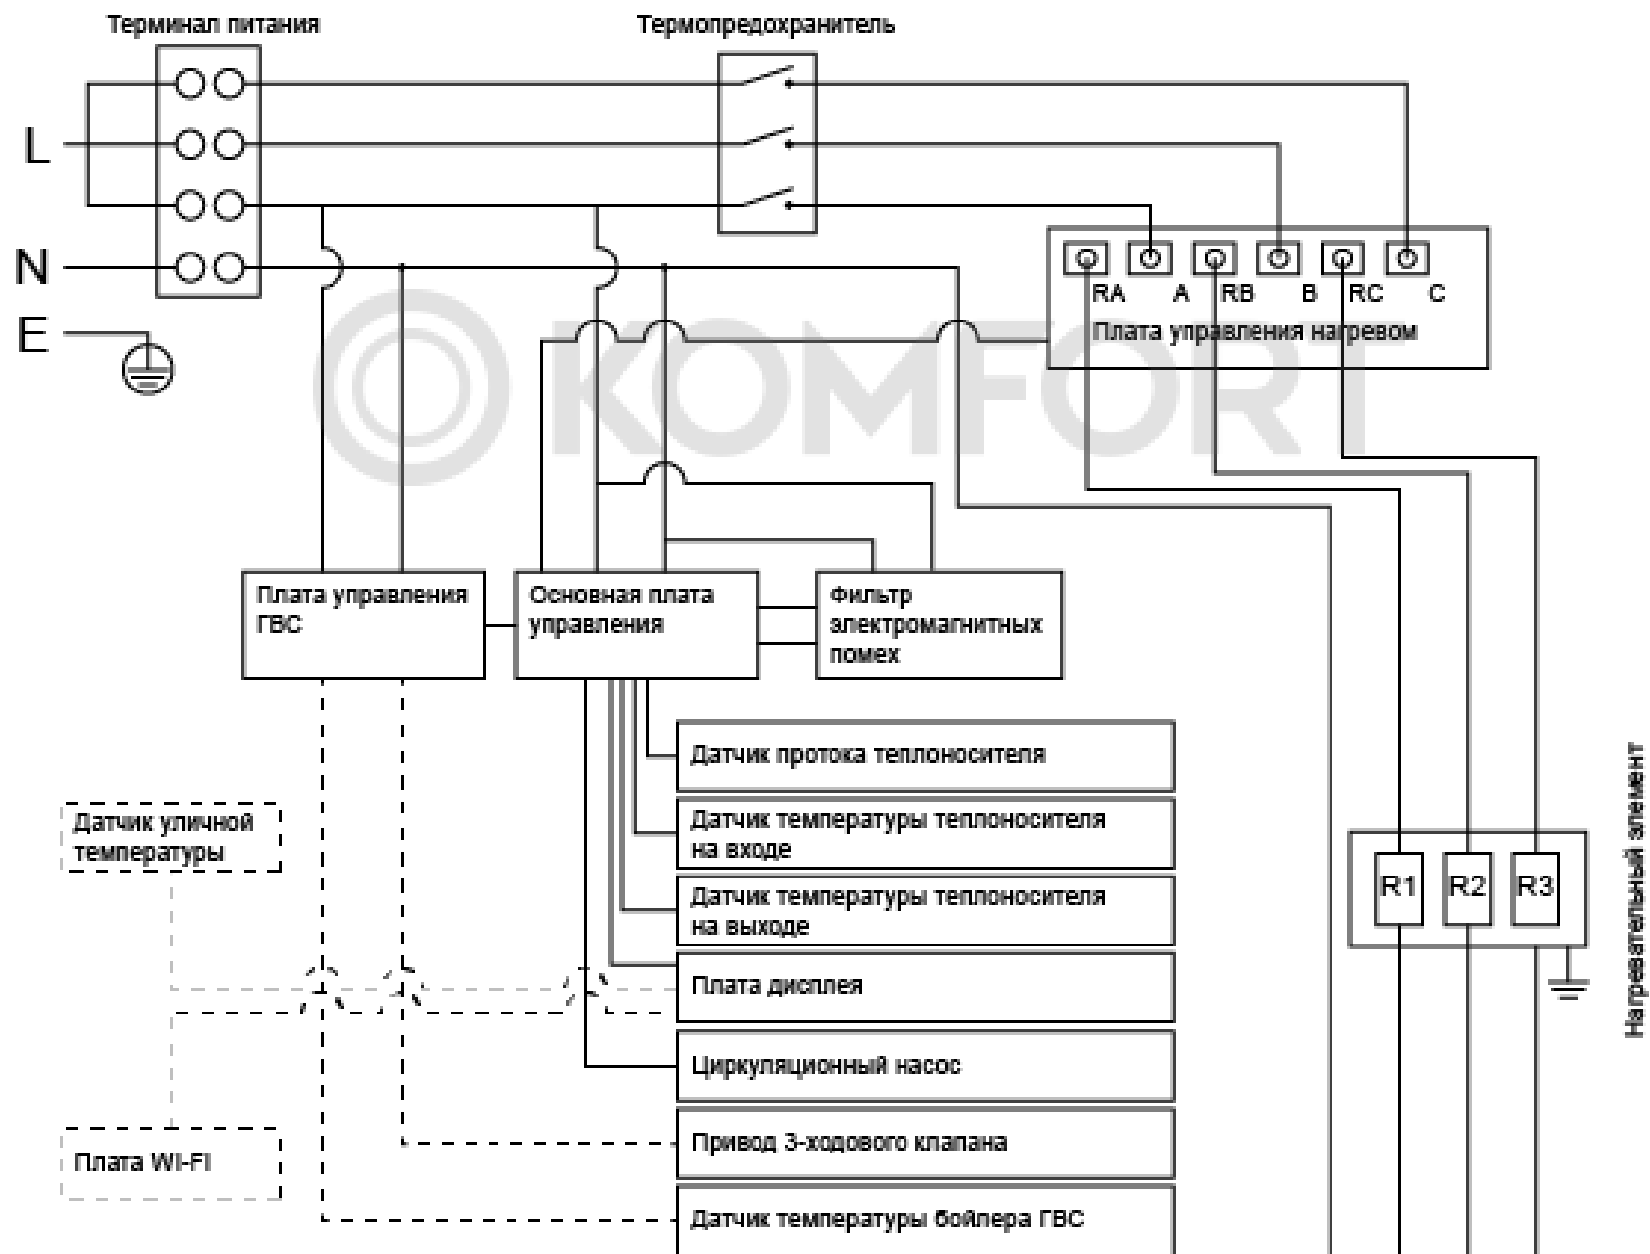 Терминал питания
Термопредохранитель
L
N
E
RA A RB B RC C
Плата управления нагревом
KOMFORT
Плата управления
ГВС
Основная плата
управления
Фильтр
электромагнитных
помех
Датчик протока теплоносителя
Датчик температуры теплоносителя
на входе
Датчик температуры теплоносителя
на выходе
Плата дисплея
Циркуляционный насос
Привод 3-ходового клапана
Датчик температуры бойлера ГВС
Датчик уличной
температуры
Плата WI-FI
R1 R2 R3
Нагревательный элемент